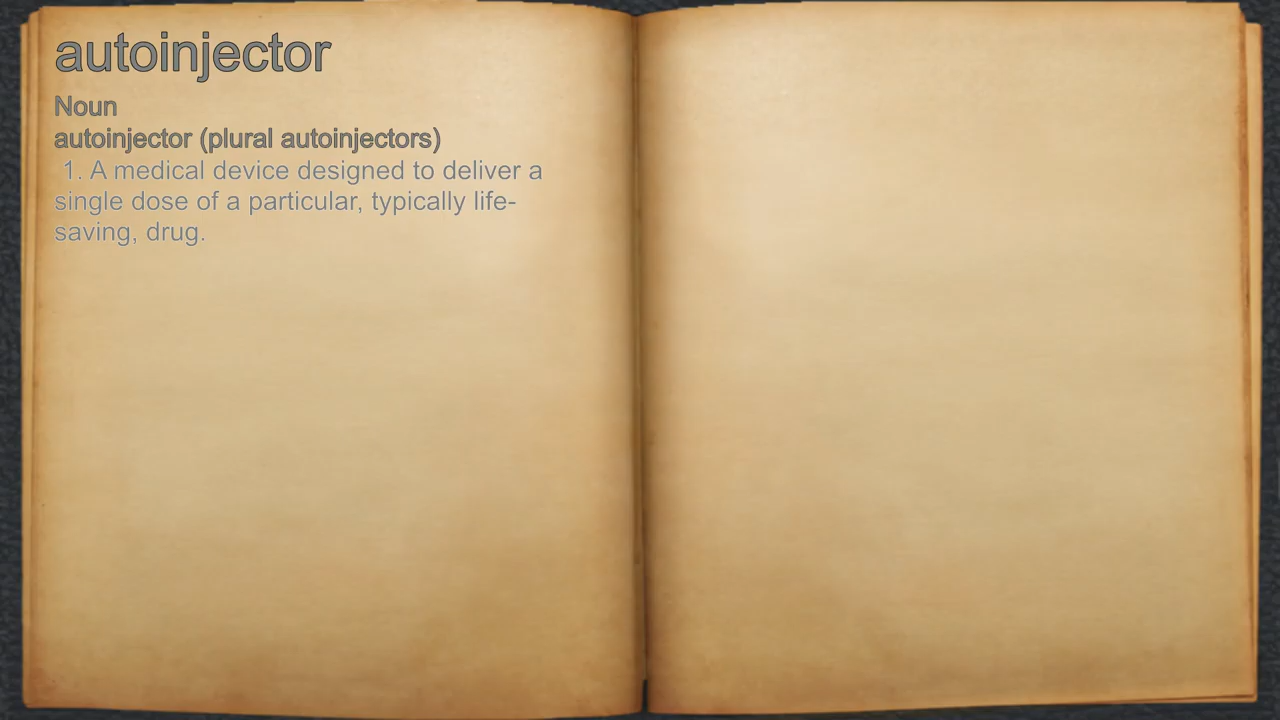 autoinjector
Noun
autoinjector (plural autoinjectors)
1. A medical device designed to deliver a
single dose of a particular, typically life-
saving, drug.